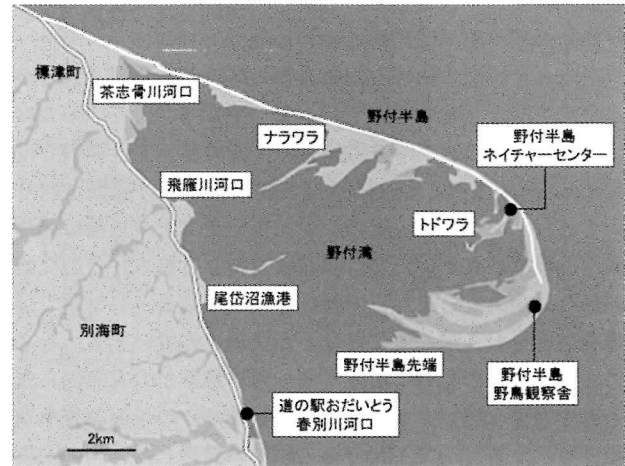 標津町
茶志骨川河口
ナラワラ
野付半島
野付半島
ネイチャーセンター
飛雁川河口
トドワラ
野付湾
尾岱沼漁港
別海町
野付半島先端
野付半島
野鳥観察舎
道の駅おだいとう
春別川河口
2km